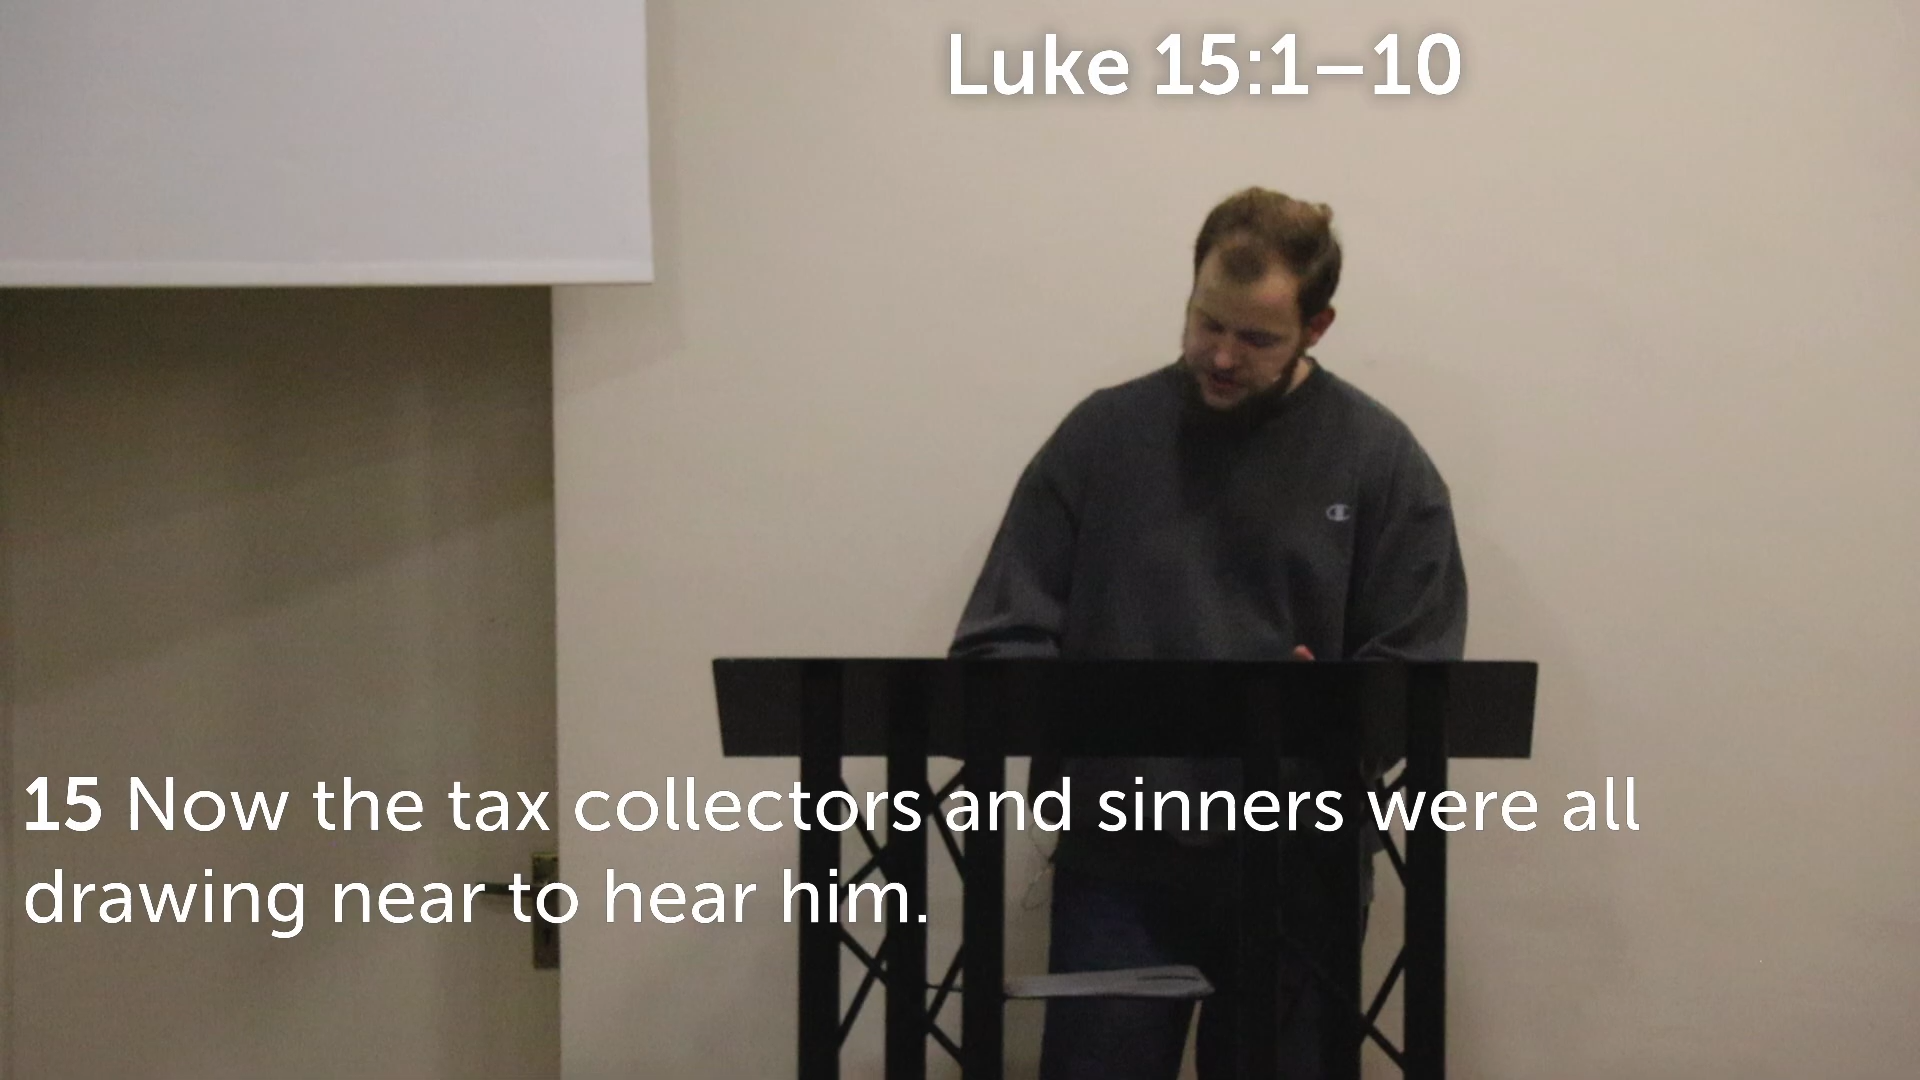 Luke 15:1–10
15 Now the tax collectors and sinners were all
drawing near to hear him.